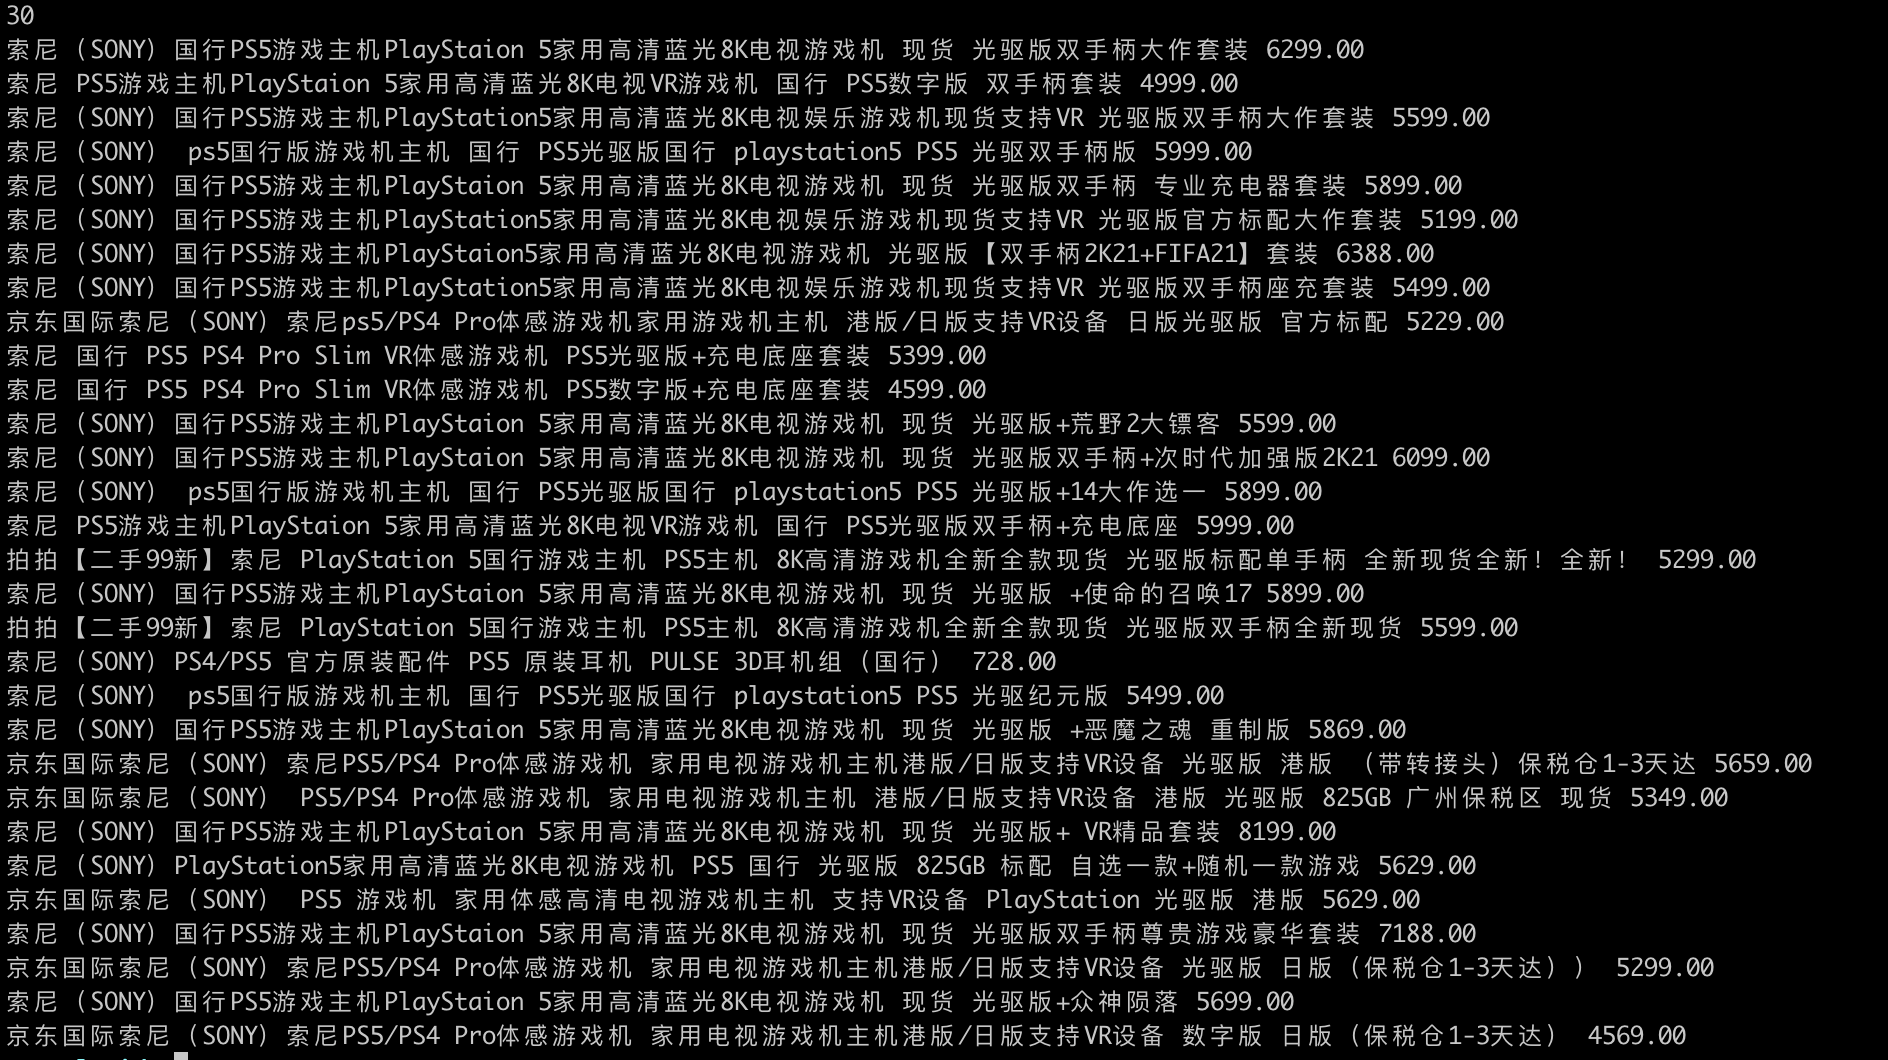 30
索尼（SONY）国行PS5游戏主机PlayStaion 5家用高清蓝光8K电视游戏机 现货 光驱版双手柄大作套装 6299.00
索尼 PS5游戏主机PlayStaion 5家用高清蓝光8K电视VR游戏机 国行 PS5数字版 双手柄套装 4999.00
索尼（SONY）国行PS5游戏主机PlayStation5家用高清蓝光8K电视娱乐游戏机现货支持VR 光驱版双手柄大作套装 5599.00
索尼（SONY） ps5国行版游戏机主机 国行 PS5光驱版国行 playstation5 PS5 光驱双手柄版 5999.00
索尼（SONY）国行PS5游戏主机PlayStaion 5家用高清蓝光8K电视游戏机 现货 光驱版双手柄 专业充电器套装 5899.00
索尼（SONY）国行PS5游戏主机PlayStation5家用高清蓝光8K电视娱乐游戏机现货支持VR 光驱版官方标配大作套装 5199.00
索尼（SONY）国行PS5游戏主机PlayStaion5家用高清蓝光8K电视游戏机 光驱版【双手柄2K21+FIFA21】套装 6388.00
索尼（SONY）国行PS5游戏主机PlayStation5家用高清蓝光8K电视娱乐游戏机现货支持VR 光驱版双手柄座充套装 5499.00
京东国际索尼（SONY）索尼ps5/PS4 Pro体感游戏机家用游戏机主机 港版/日版支持VR设备 日版光驱版 官方标配 5229.00
索尼 国行 PS5 PS4 Pro Slim VR体感游戏机 PS5光驱版+充电底座套装 5399.00
索尼 国行 PS5 PS4 Pro Slim VR体感游戏机 PS5数字版+充电底座套装 4599.00
索尼（SONY）国行PS5游戏主机PlayStaion 5家用高清蓝光8K电视游戏机 现货 光驱版+荒野2大镖客 5599.00
索尼（SONY）国行PS5游戏主机PlayStaion 5家用高清蓝光8K电视游戏机 现货 光驱版双手柄+次时代加强版2K21 6099.00
索尼（SONY） ps5国行版游戏机主机 国行 PS5光驱版国行 playstation5 PS5 光驱版+14大作选一 5899.00
索尼 PS5游戏主机PlayStaion 5家用高清蓝光8K电视VR游戏机 国行 PS5光驱版双手柄+充电底座 5999.00
拍拍【二手99新】索尼 PlayStation 5国行游戏主机 PS5主机 8K高清游戏机全新全款现货 光驱版标配单手柄 全新现货全新！全新！ 5299.00
索尼（SONY）国行PS5游戏主机PlayStaion 5家用高清蓝光8K电视游戏机 现货 光驱版 +使命的召唤17 5899.00
拍拍【二手99新】索尼 PlayStation 5国行游戏主机 PS5主机 8K高清游戏机全新全款现货 光驱版双手柄全新现货 5599.00
索尼（SONY）PS4/PS5 官方原装配件 PS5 原装耳机 PULSE 3D耳机组（国行） 728.00
索尼（SONY） ps5国行版游戏机主机 国行 PS5光驱版国行 playstation5 PS5 光驱纪元版 5499.00
索尼（SONY）国行PS5游戏主机PlayStaion 5家用高清蓝光8K电视游戏机 现货 光驱版 +恶魔之魂 重制版 5869.00
京东国际索尼（SONY）索尼PS5/PS4 Pro体感游戏机 家用电视游戏机主机港版/日版支持VR设备 光驱版 港版 （带转接头）保税仓1-3天达 5659.00
京东国际索尼（SONY） PS5/PS4 Pro体感游戏机 家用电视游戏机主机 港版/日版支持VR设备 港版 光驱版 825GB 广州保税区 现货 5349.00
索尼（SONY）国行PS5游戏主机PlayStaion 5家用高清蓝光8K电视游戏机 现货 光驱版+ VR精品套装 8199.00
索尼（SONY）PlayStation5家用高清蓝光8K电视游戏机 PS5 国行 光驱版 825GB 标配 自选一款+随机一款游戏 5629.00
京东国际索尼（SONY） PS5 游戏机 家用体感高清电视游戏机主机 支持VR设备 PlayStation 光驱版 港版 5629.00
索尼（SONY）国行PS5游戏主机PlayStaion 5家用高清蓝光8K电视游戏机 现货 光驱版双手柄尊贵游戏豪华套装 7188.00
京东国际索尼（SONY）索尼PS5/PS4 Pro体感游戏机 家用电视游戏机主机港版/日版支持VR设备 光驱版 日版（保税仓1-3天达）） 5299.00
索尼（SONY）国行PS5游戏主机PlayStaion 5家用高清蓝光8K电视游戏机 现货 光驱版+众神陨落 5699.00
京东国际索尼（SONY）索尼PS5/PS4 Pro体感游戏机 家用电视游戏机主机港版/日版支持VR设备 数字版 日版（保税仓1-3天达） 4569.00